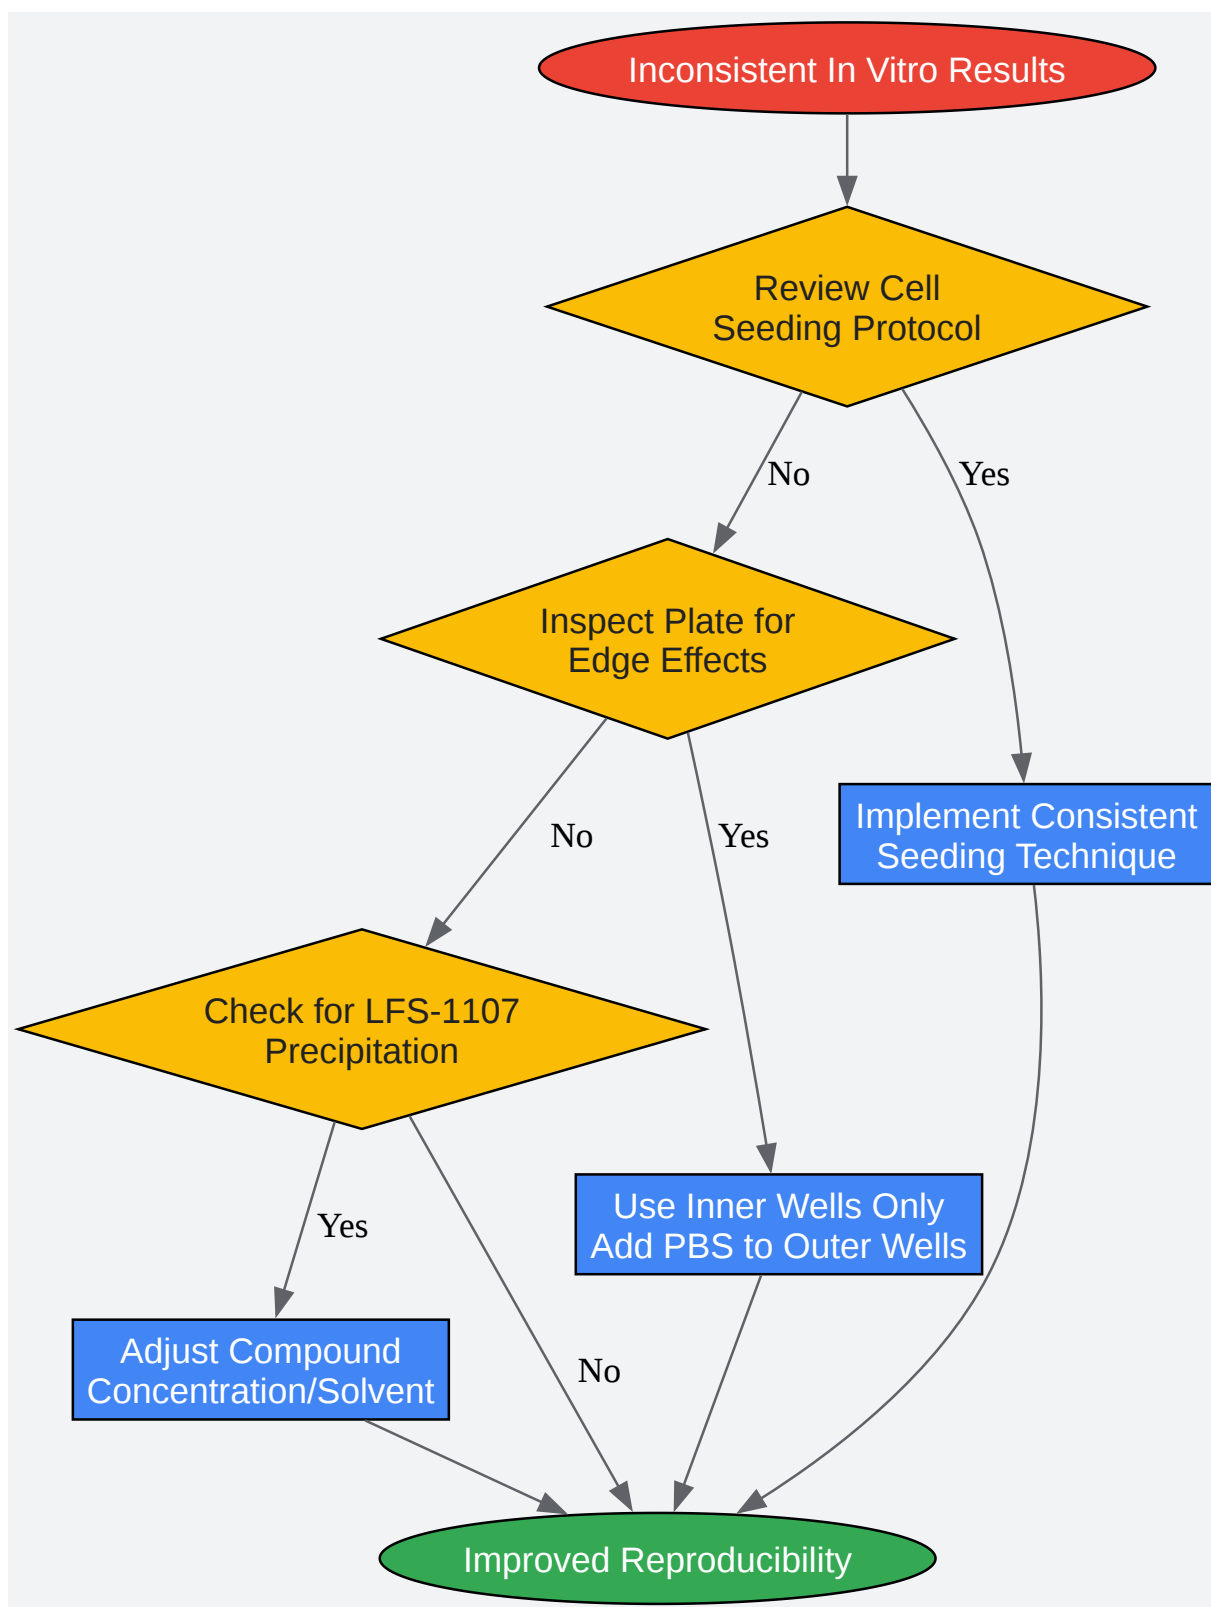 Inconsistent In Vitro Results
Review Cell
Seeding Protocol
No
Yes
Inspect Plate for
Edge Effects
No
Yes
Implement Consistent
Seeding Technique
Check for LFS-1107
Precipitation
Yes
Use Inner Wells Only
Add PBS to Outer Wells
Adjust Compound
Concentration/Solvent
No
Improved Reproducibility